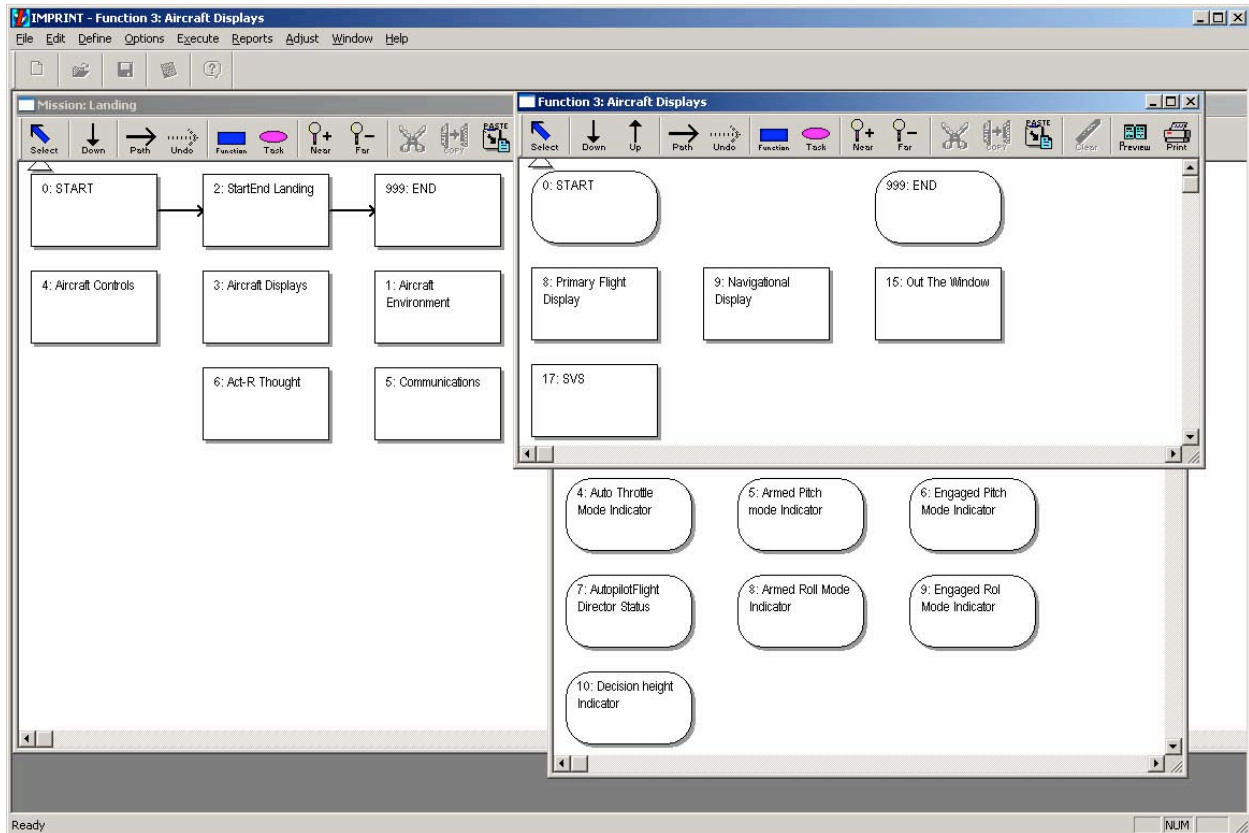 IMPRINT - Function 3: Aircraft Displays
File Edit Define Options Execute Reports Adjust Window Help
Mission: Landing
Select Down Path Undo Function Task Near Far COPY PASTE
0: START
2: StartEnd Landing
999: END
4: Aircraft Controls
3: Aircraft Displays
1: Aircraft
Environment
6: Act-R Thought
5: Communications
Function 3: Aircraft Displays
Select Down Up Path Undo Function Task Near Far COPY PASTE Clear Preview Print
0: START
999: END
8: Primary Flight
Display
9: Navigational
Display
15: Out The Window
17: SVS
4: Auto Throttle
Mode Indicator
5: Armed Pitch
mode Indicator
6: Engaged Pitch
Mode Indicator
7: AutopilotFlight
Director Status
8: Armed Roll Mode
Indicator
9: Engaged Rol
Mode Indicator
10: Decision height
Indicator
Ready
NUM